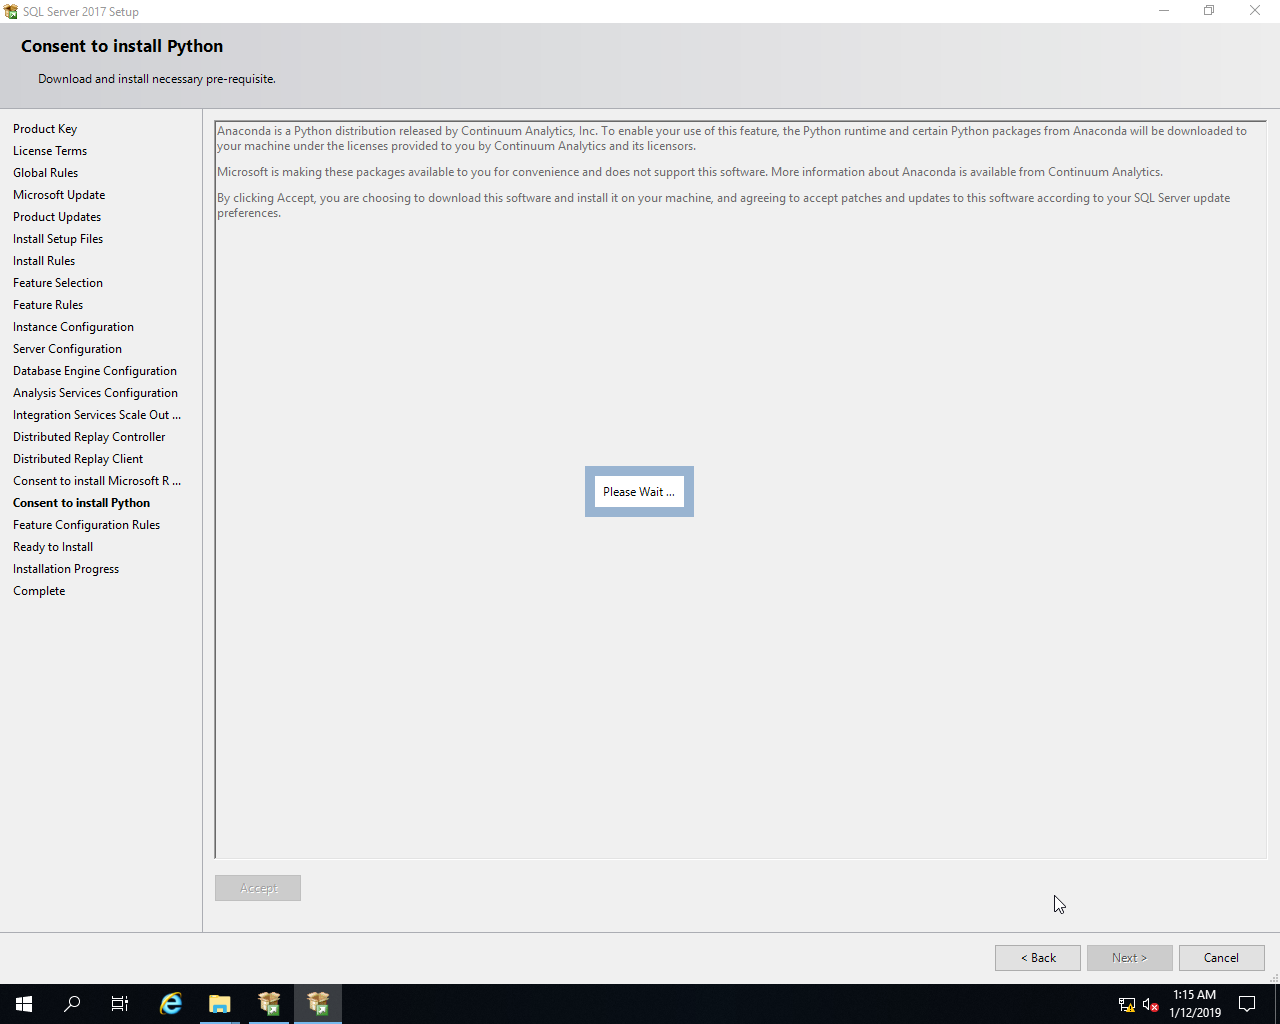 SQL Server 2017 Setup
Consent to install Python
Download and install necessary pre-requisite.
Product Key
License Terms
Global Rules
Microsoft Update
Product Updates
Install Setup Files
Install Rules
Feature Selection
Feature Rules
Instance Configuration
Server Configuration
Database Engine Configuration
Analysis Services Configuration
Integration Services Scale Out ...
Distributed Replay Controller
Distributed Replay Client
Consent to install Microsoft R ...
Consent to install Python
Feature Configuration Rules
Ready to Install
Installation Progress
Complete
Anaconda is a Python distribution released by Continuum Analytics, Inc. To enable your use of this feature, the Python runtime and certain Python packages from Anaconda will be downloaded to
your machine under the licenses provided to you by Continuum Analytics and its licensors.
Microsoft is making these packages available to you for convenience and does not support this software. More information about Anaconda is available from Continuum Analytics.
By clicking Accept, you are choosing to download this software and install it on your machine, and agreeing to accept patches and updates to this software according to your SQL Server update
preferences.
Please Wait ...
Accept
< Back
Next >
Cancel
1:15 AM
1/12/2019